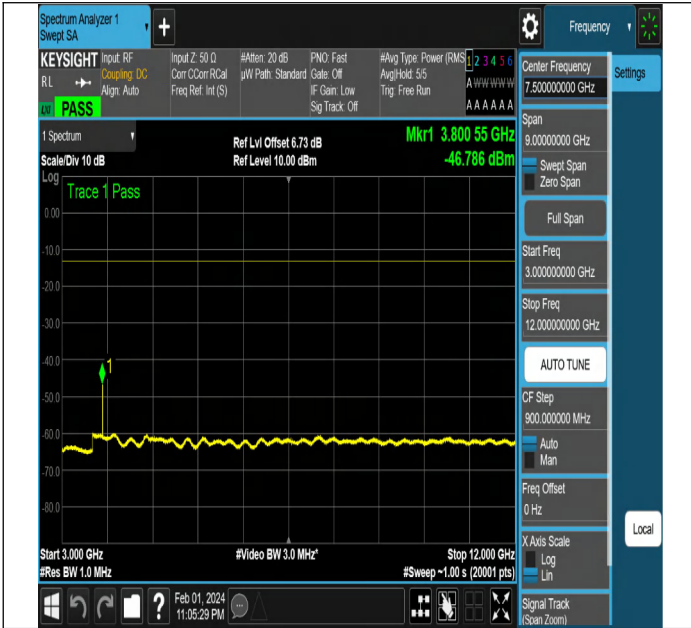 Spectrum Analyzer 1
Swept SA
+
Frequency
KEYSIGHT
RL
LXI
PASS
Input: RF
Coupling: DC
Align: Auto
Input Z: 50 Ω
Corr CCorr RCal
Freq Ref: Int (S)
#Atten: 20 dB
µW Path: Standard
PNO: Fast
Gate: Off
IF Gain: Low
Sig Track: Off
#Avg Type: Power (RMS
Avg|Hold: 5/5
Trig: Free Run
1 2 3 4 5 6
A W W W W W
A A A A A A
1 Spectrum
Scale/Div 10 dB
Ref Lvl Offset 6.73 dB
Ref Level 10.00 dBm
Mkr1 3.800 55 GHz
-46.786 dBm
Log
Trace 1 Pass
0.00
-10.0
-20.0
-30.0
-40.0
-50.0
-60.0
-70.0
-80.0
1
Start 3.000 GHz
#Res BW 1.0 MHz
#Video BW 3.0 MHz*
Stop 12.000 GHz
#Sweep ~1.00 s (20001 pts)
?
Feb 01, 2024
11:05:29 PM
Center Frequency
7.50000000 GHz
Settings
Span
9.00000000 GHz
Swept Span
Zero Span
Full Span
Start Freq
3.000000000 GHz
Stop Freq
12.000000000 GHz
AUTO TUNE
CF Step
900.000000 MHz
Auto
Man
Freq Offset
0 Hz
X Axis Scale
Log
Lin
Local
Signal Track
(Span Zoom)